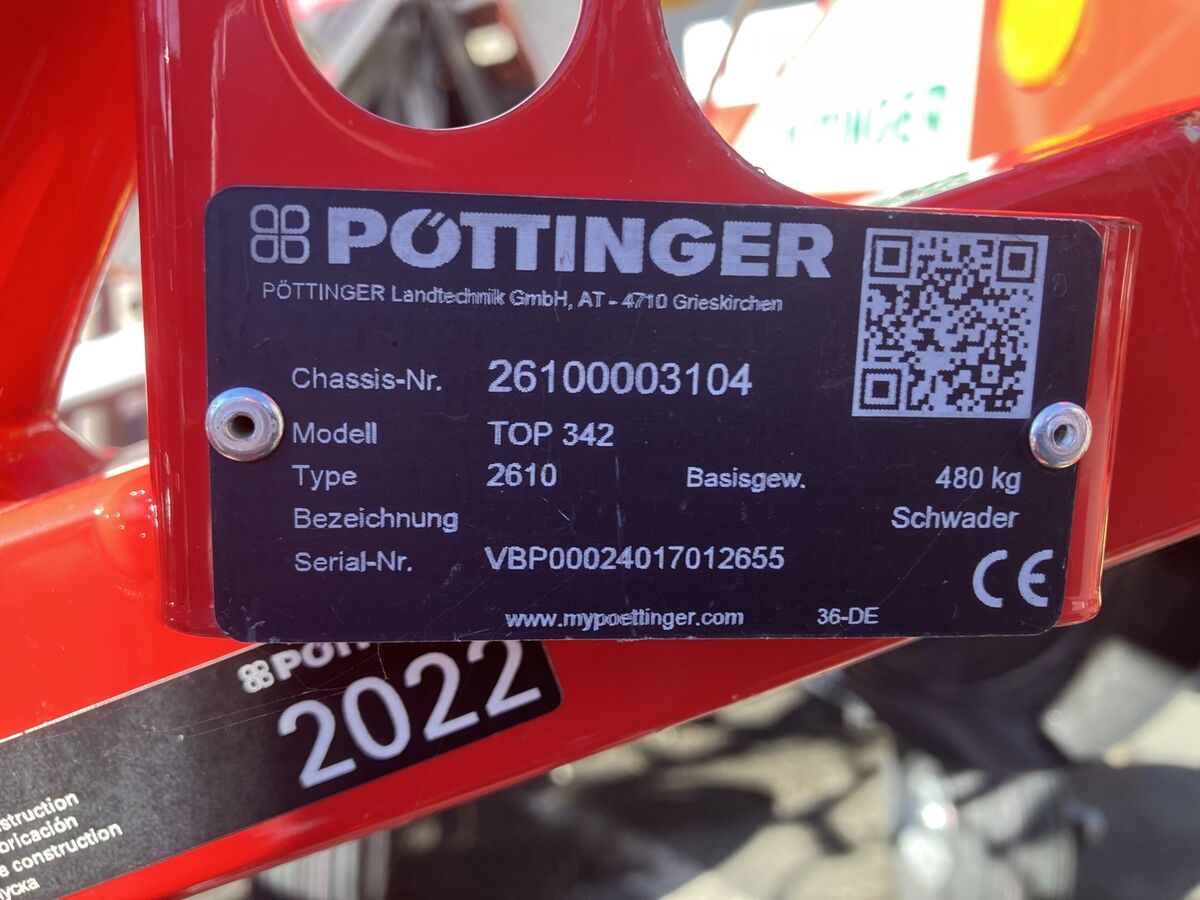 PÖTTINGER
PÖTTINGER Landtechnik GmbH, AT - 4710 Grieskirchen
Chassis-Nr. 26100003104
Modell TOP 342
Type 2610 Basisgew. 480 kg
Bezeichnung Schwader
Serial-Nr. VBP00024017012655
CE
www.mypoettinger.com 36-DE
2022
construction